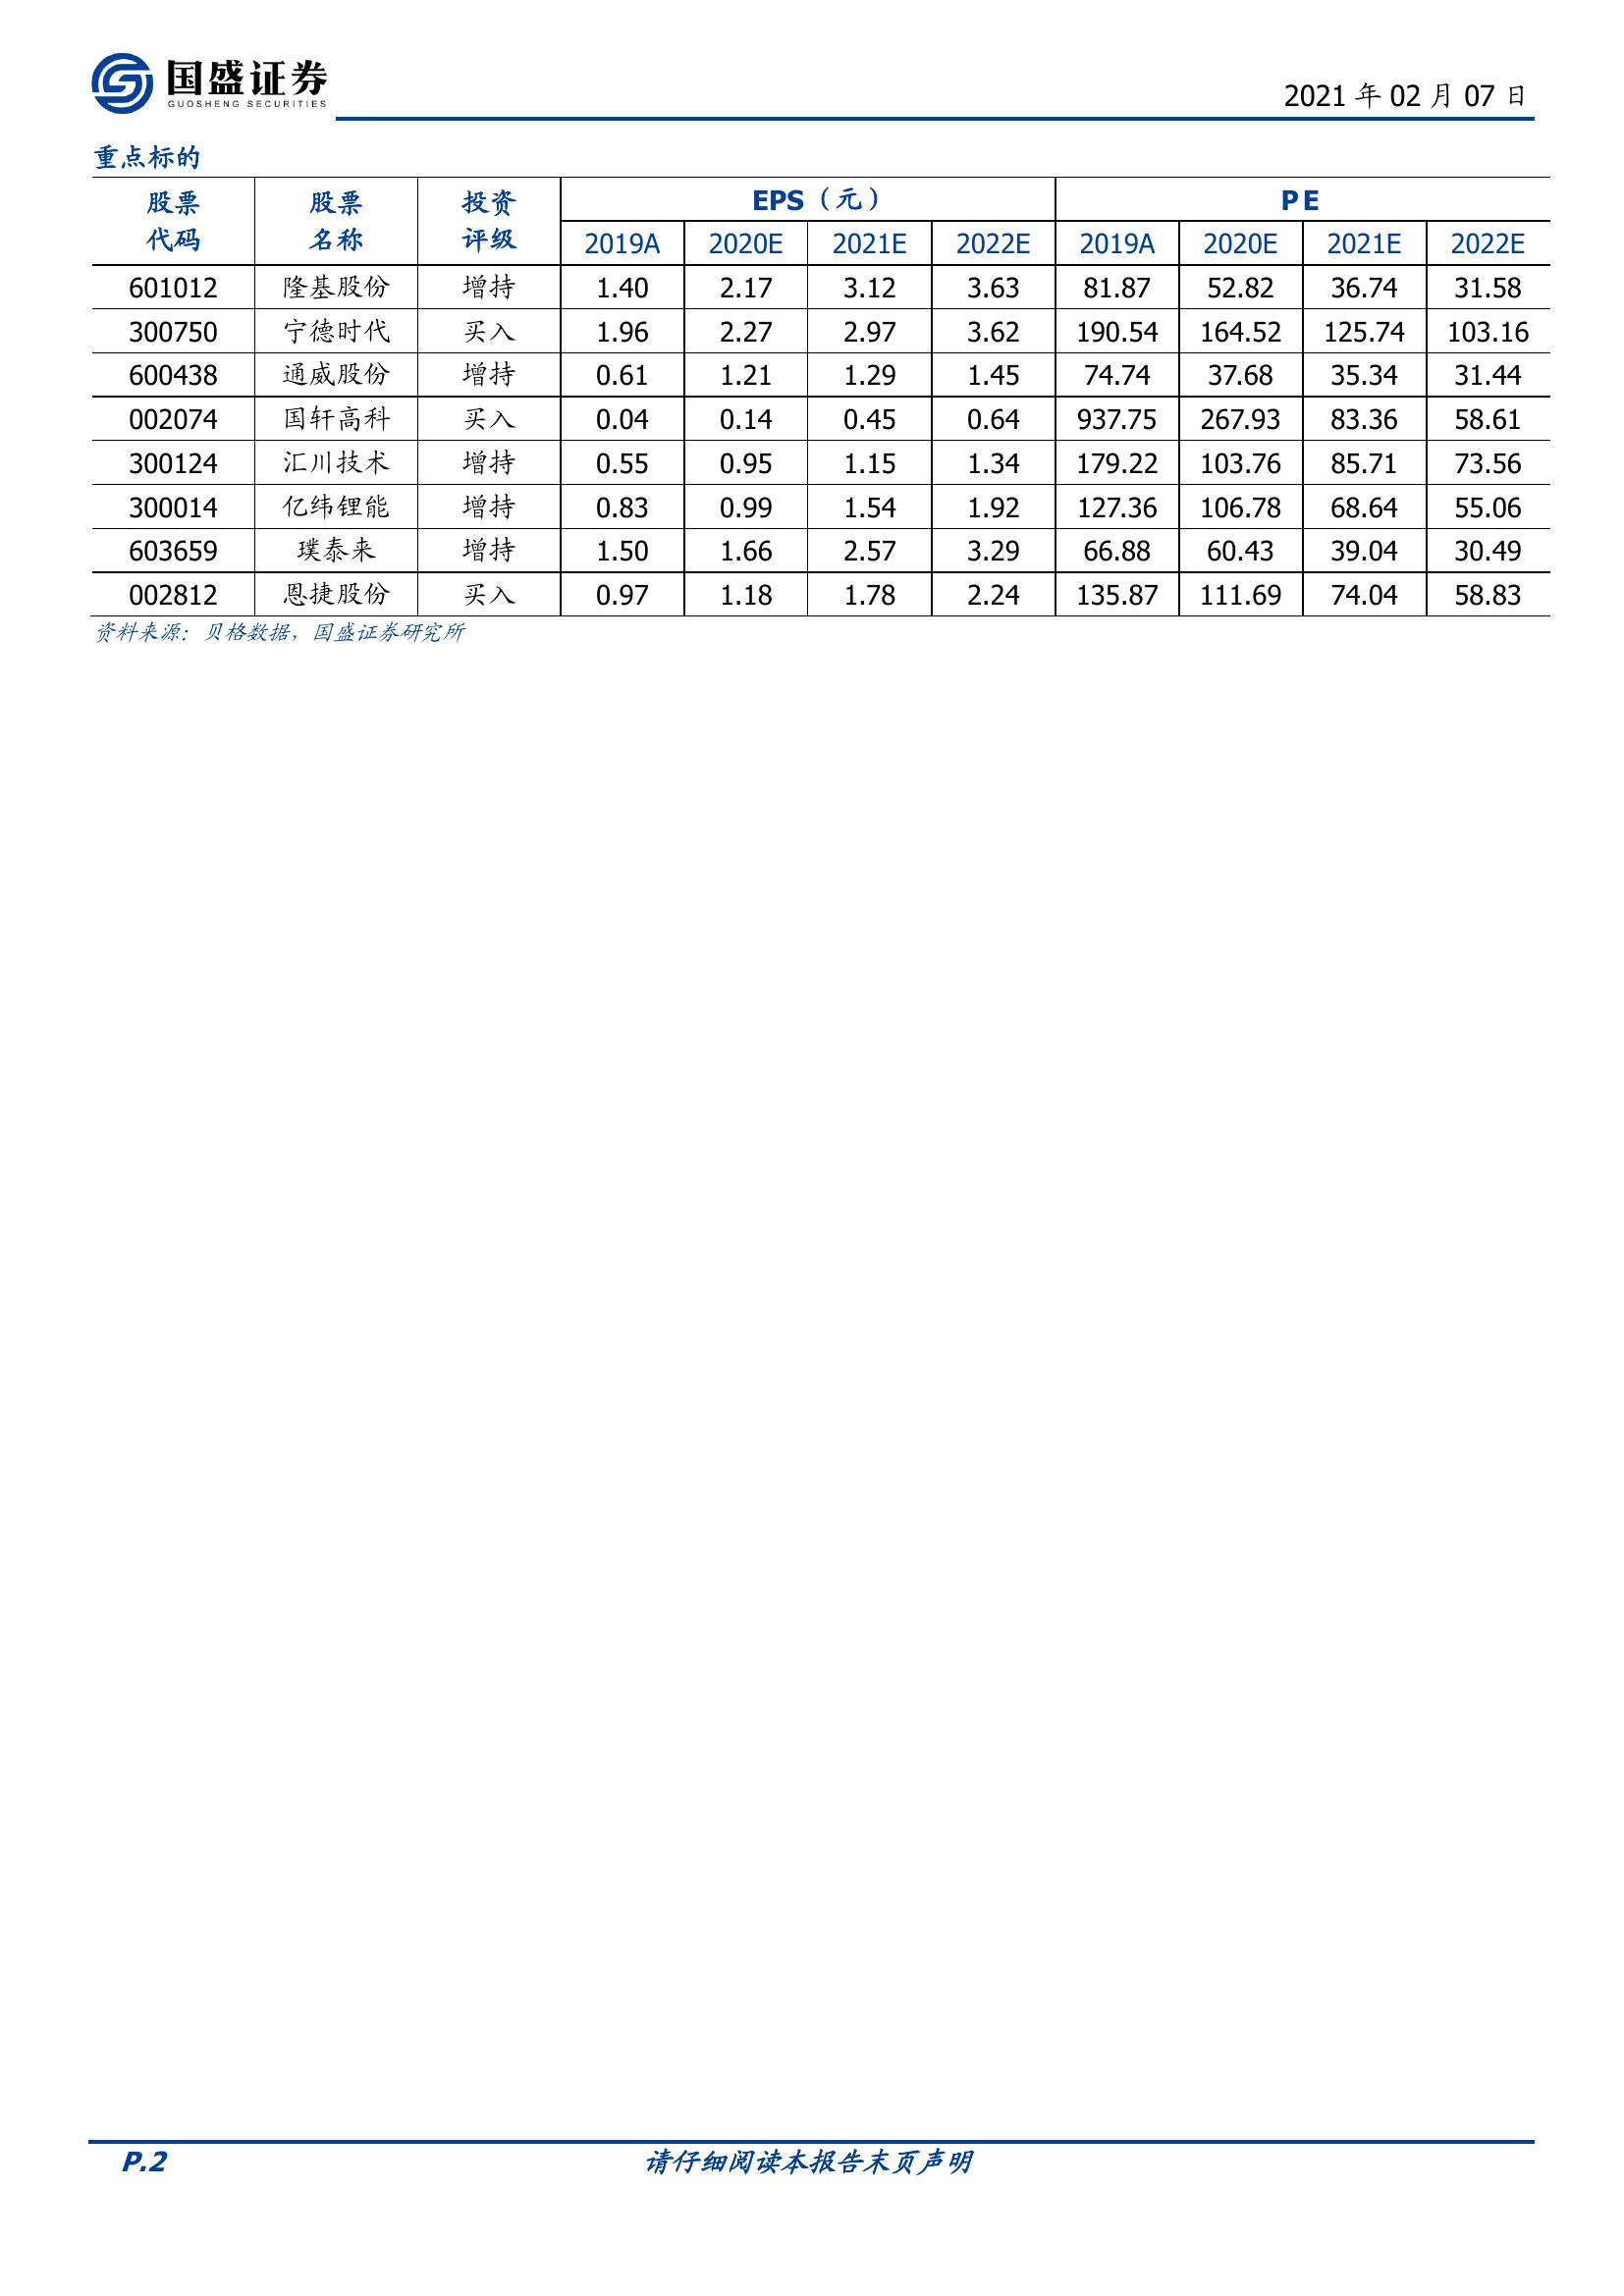 国盛证券
GUOSHENG SECURITIES
2021 年 02 月 07 日
重点标的
股票代码 股票名称 投资评级 EPS（元） PE
2019A 2020E 2021E 2022E 2019A 2020E 2021E 2022E
601012 隆基股份 增持 1.40 2.17 3.12 3.63 81.87 52.82 36.74 31.58
300750 宁德时代 买入 1.96 2.27 2.97 3.62 190.54 164.52 125.74 103.16
600438 通威股份 增持 0.61 1.21 1.29 1.45 74.74 37.68 35.34 31.44
002074 国轩高科 买入 0.04 0.14 0.45 0.64 937.75 267.93 83.36 58.61
300124 汇川技术 增持 0.55 0.95 1.15 1.34 179.22 103.76 85.71 73.56
300014 亿纬锂能 增持 0.83 0.99 1.54 1.92 127.36 106.78 68.64 55.06
603659 璞泰来 增持 1.50 1.66 2.57 3.29 66.88 60.43 39.04 30.49
002812 恩捷股份 买入 0.97 1.18 1.78 2.24 135.87 111.69 74.04 58.83
资料来源：贝格数据，国盛证券研究所
P.2 请仔细阅读本报告末页声明